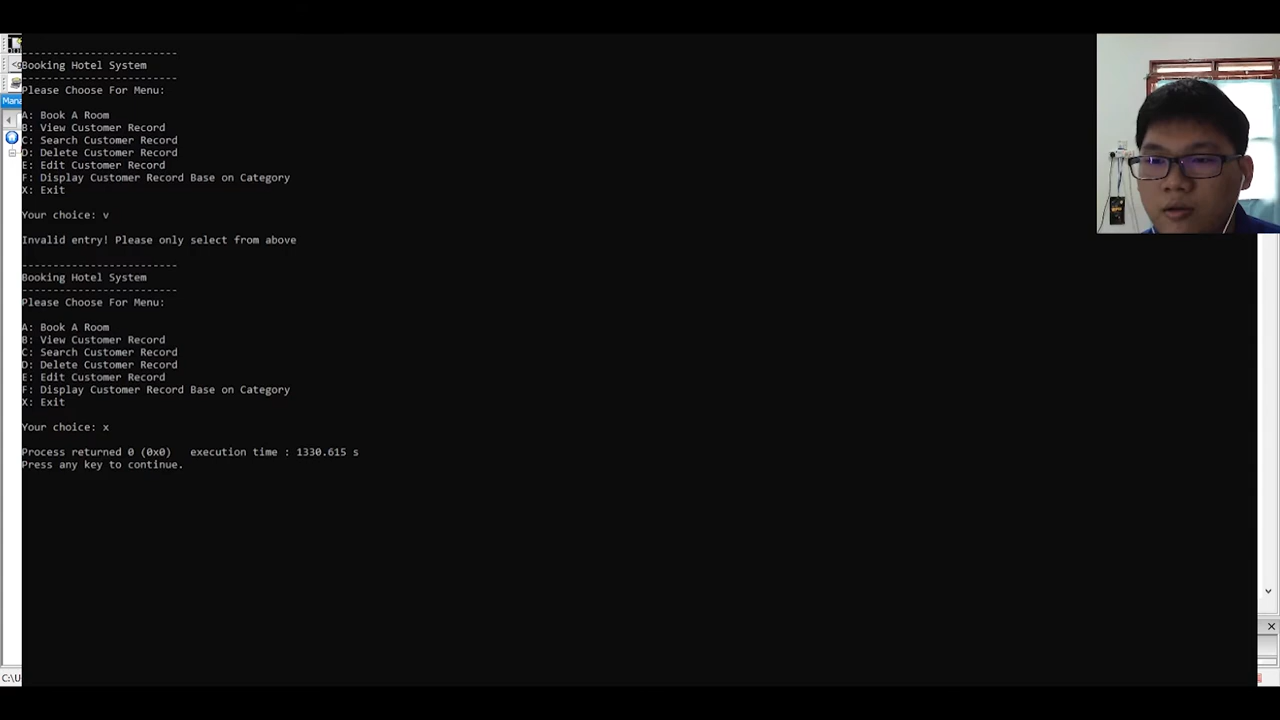 -------------------------
Booking Hotel System
-------------------------
Please Choose For Menu:
A: Book A Room
B: View Customer Record
C: Search Customer Record
D: Delete Customer Record
E: Edit Customer Record
F: Display Customer Record Base on Category
X: Exit
Your choice: v
Invalid entry! Please only select from above
-------------------------
Booking Hotel System
-------------------------
Please Choose For Menu:
A: Book A Room
B: View Customer Record
C: Search Customer Record
D: Delete Customer Record
E: Edit Customer Record
F: Display Customer Record Base on Category
X: Exit
Your choice: x
Process returned 0 (0x0)   execution time : 1330.615 s
Press any key to continue.
Mana
C:\U